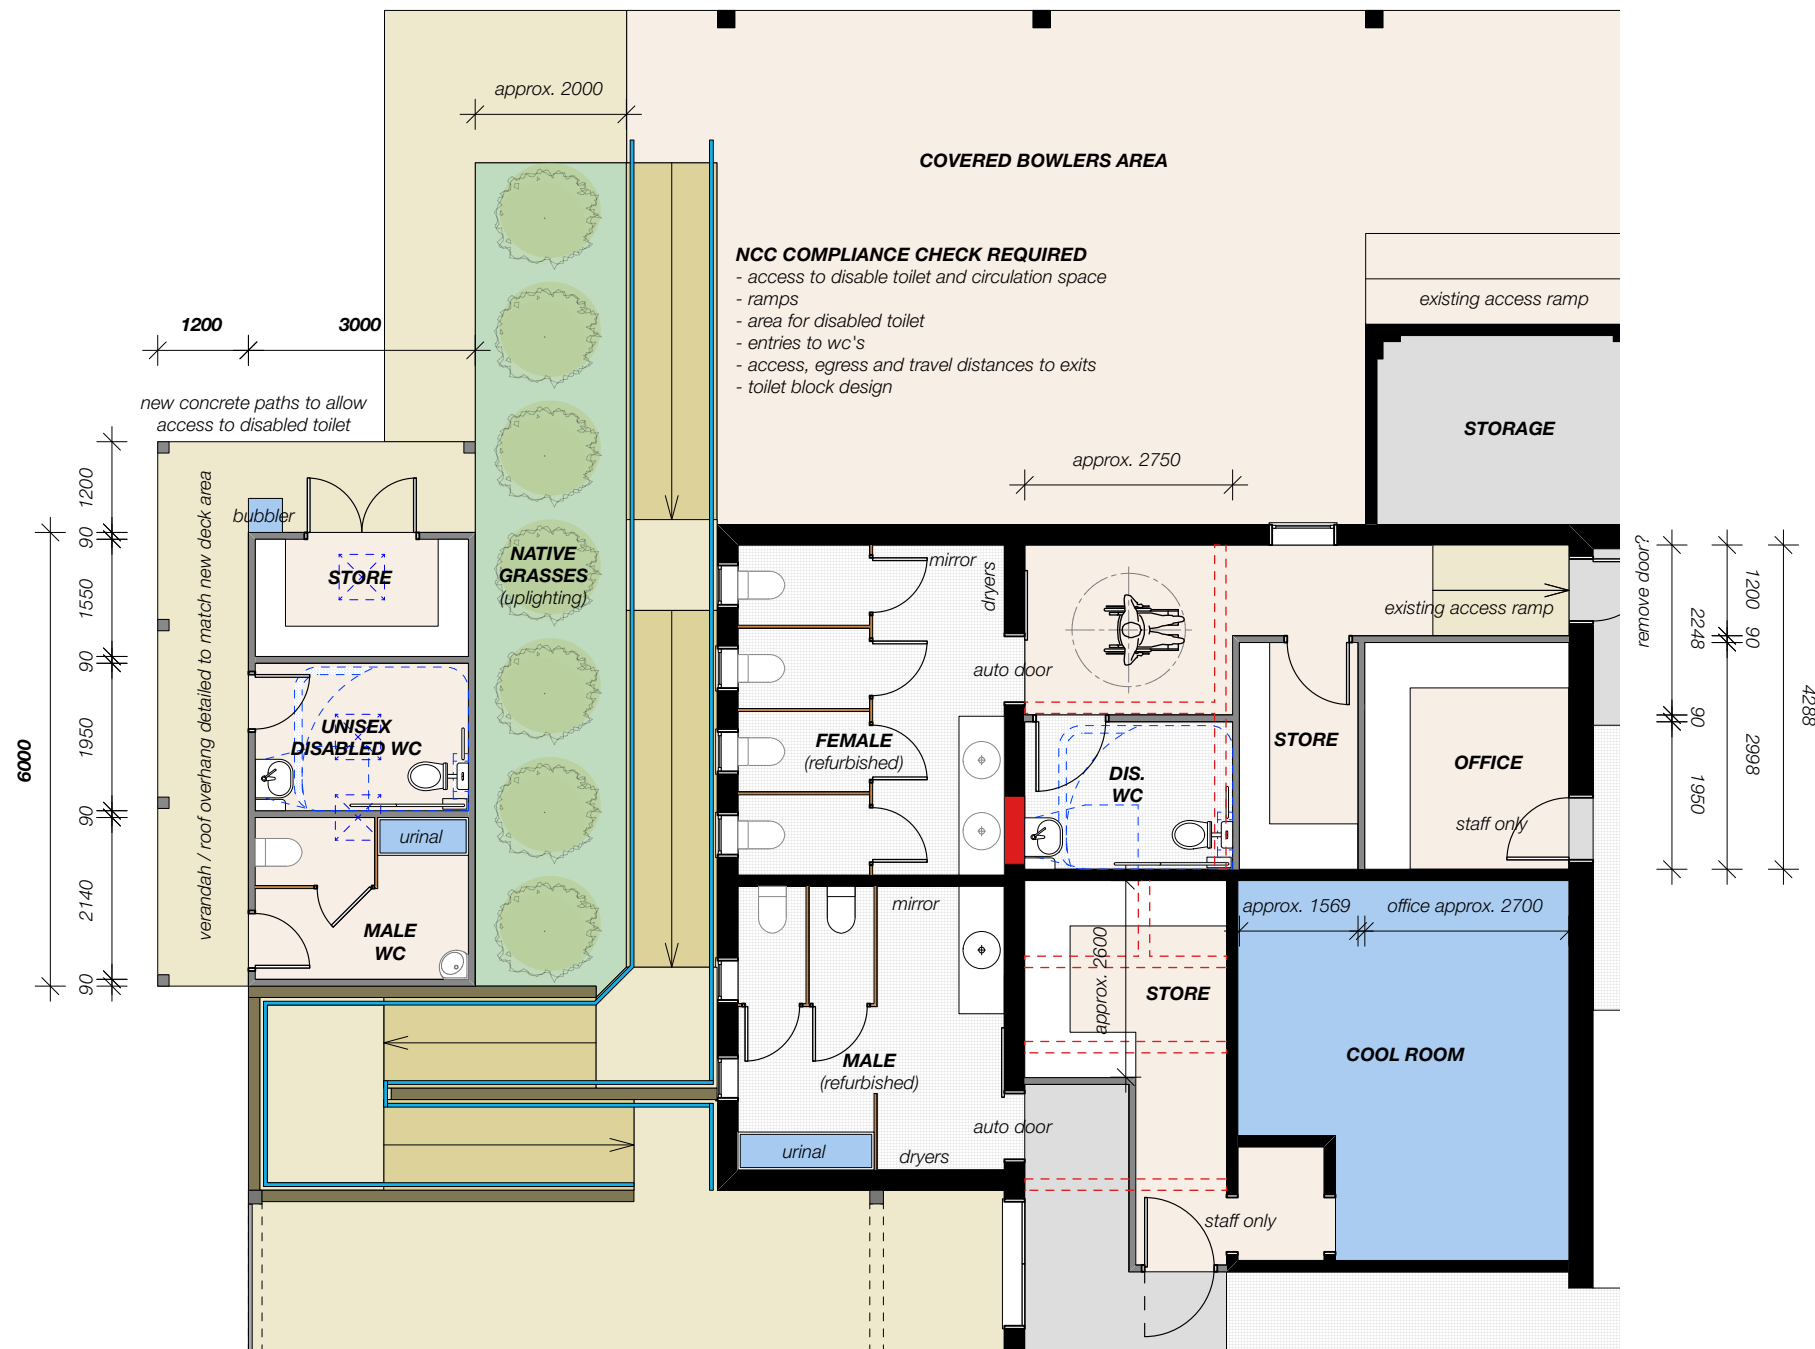 approx. 2000
COVERED BOWLERS AREA
NCC COMPLIANCE CHECK REQUIRED
- access to disable toilet and circulation space
- ramps
- area for disabled toilet
- entries to wc's
- access, egress and travel distances to exits
- toilet block design
existing access ramp
1200
3000
new concrete paths to allow
access to disabled toilet
STORAGE
approx. 2750
verandah / roof overhang detailed to match new deck area
bubbler
STORE
NATIVE
GRASSES
(uplighting)
mirror
dryers
existing access ramp
remove door?
auto door
UNISEX
DISABLED WC
FEMALE
(refurbished)
DIS.
WC
STORE
OFFICE
staff only
urinal
MALE
WC
mirror
approx. 1569
office approx. 2700
approx. 2600
STORE
COOL ROOM
MALE
(refurbished)
auto door
urinal
dryers
staff only
6000
1200
90
1550
90
1950
90
2140
90
2248
90
1950
1200
90
2998
4288